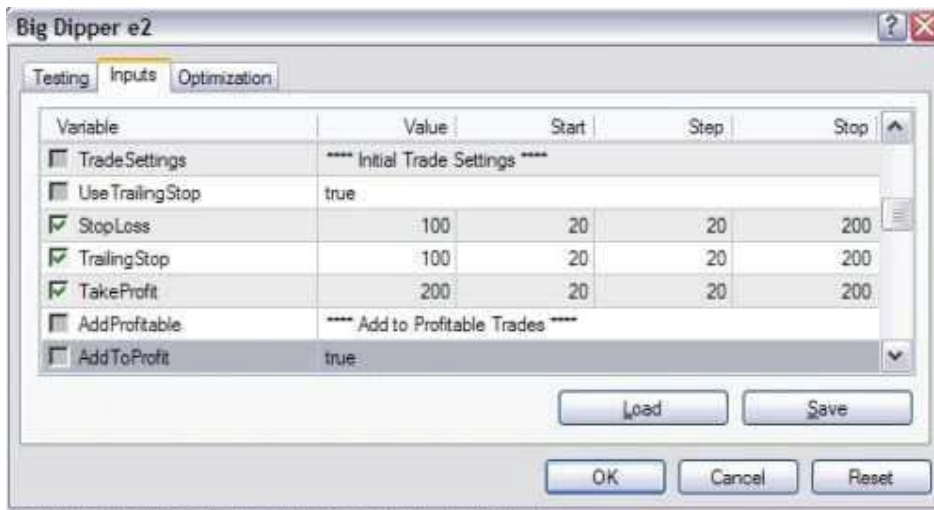 Big Dipper e2
Testing Inputs Optimization
Variable Value Start Step Stop
TradeSettings **** Initial Trade Settings ****
UseTrailingStop true
StopLoss 100 20 20 200
TrailingStop 100 20 20 200
TakeProfit 200 20 20 200
AddProfitable **** Add to Profitable Trades ****
AddToProfit true
Load Save
OK Cancel Reset